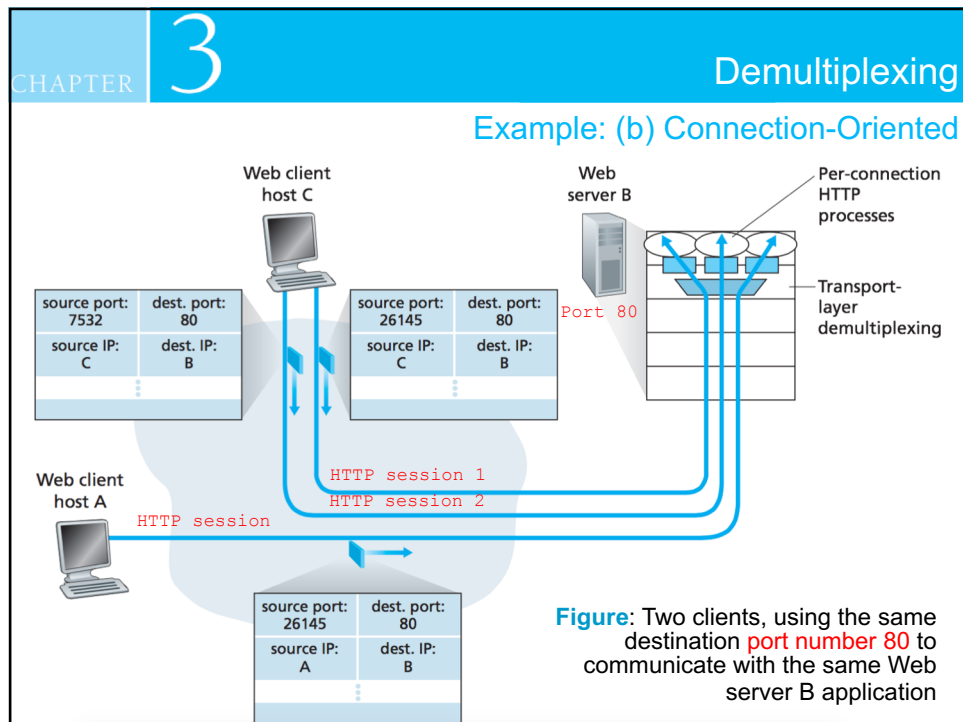 CHAPTER 3
Demultiplexing
Example: (b) Connection-Oriented
Web client
host C
Web
server B
Per-connection
HTTP
processes
Transport-
layer
demultiplexing
source port:
7532
dest. port:
80
source IP:
C
dest. IP:
B
source port:
26145
dest. port:
80
source IP:
C
dest. IP:
B
Port 80
HTTP session 1
HTTP session 2
Web client
host A
HTTP session
source port:
26145
dest. port:
80
source IP:
A
dest. IP:
B
Figure: Two clients, using the same
destination port number 80 to
communicate with the same Web
server B application